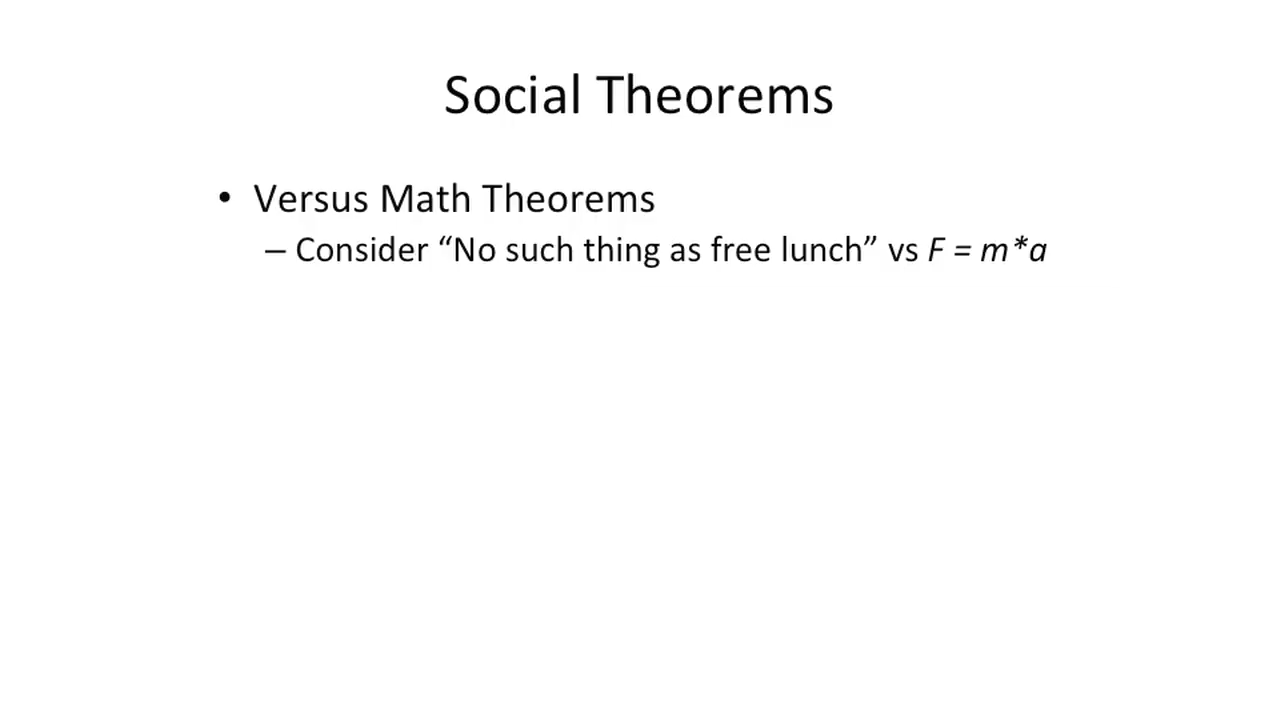 Social Theorems
• Versus Math Theorems
– Consider “No such thing as free lunch” vs F = m*a